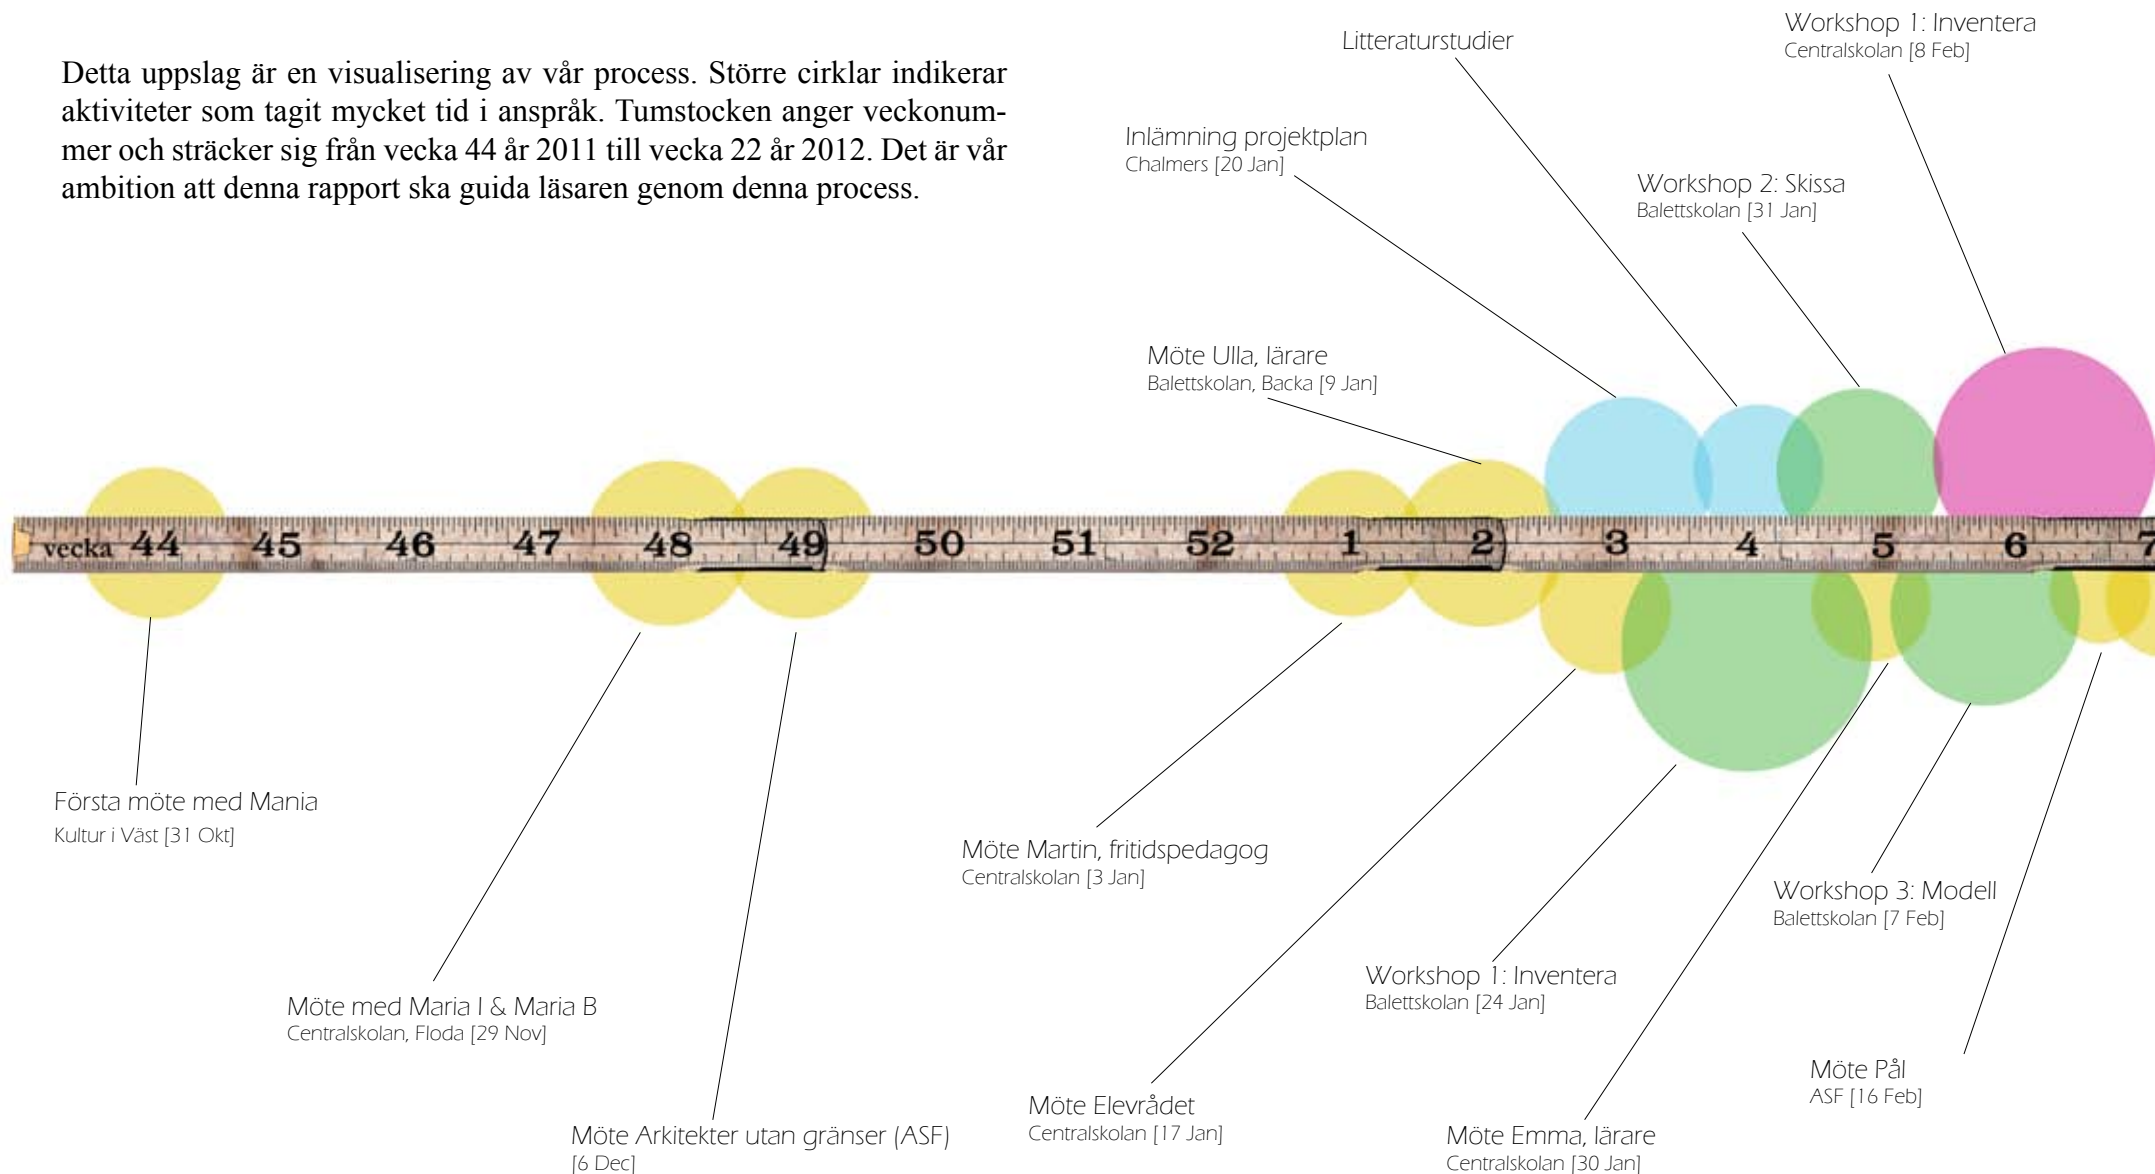 Detta uppslag är en visualisering av vår process. Större cirklar indikerar
aktiviteter som tagit mycket tid i anspråk. Tumstocken anger veckonum-
mer och sträcker sig från vecka 44 år 2011 till vecka 22 år 2012. Det är vår
ambition att denna rapport ska guida läsaren genom denna process.
Litteraturstudier
Workshop 1: Inventera
Centralskolan [8 Feb]
Inlämning projektplan
Chalmers [20 Jan]
Workshop 2: Skissa
Balettskolan [31 Jan]
Möte Ulla, lärare
Balettskolan, Backa [9 Jan]
vecka 44 45 46 47 48 49 50 51 52 1 2 3 4 5 6 7
Första möte med Mania
Kultur i Väst [31 Okt]
Möte Martin, fritidspedagog
Centralskolan [3 Jan]
Workshop 3: Modell
Balettskolan [7 Feb]
Workshop 1: Inventera
Balettskolan [24 Jan]
Möte med Maria I & Maria B
Centralskolan, Floda [29 Nov]
Möte Pål
ASF [16 Feb]
Möte Elevrådet
Centralskolan [17 Jan]
Möte Arkitekter utan gränser (ASF)
[6 Dec]
Möte Emma, lärare
Centralskolan [30 Jan]